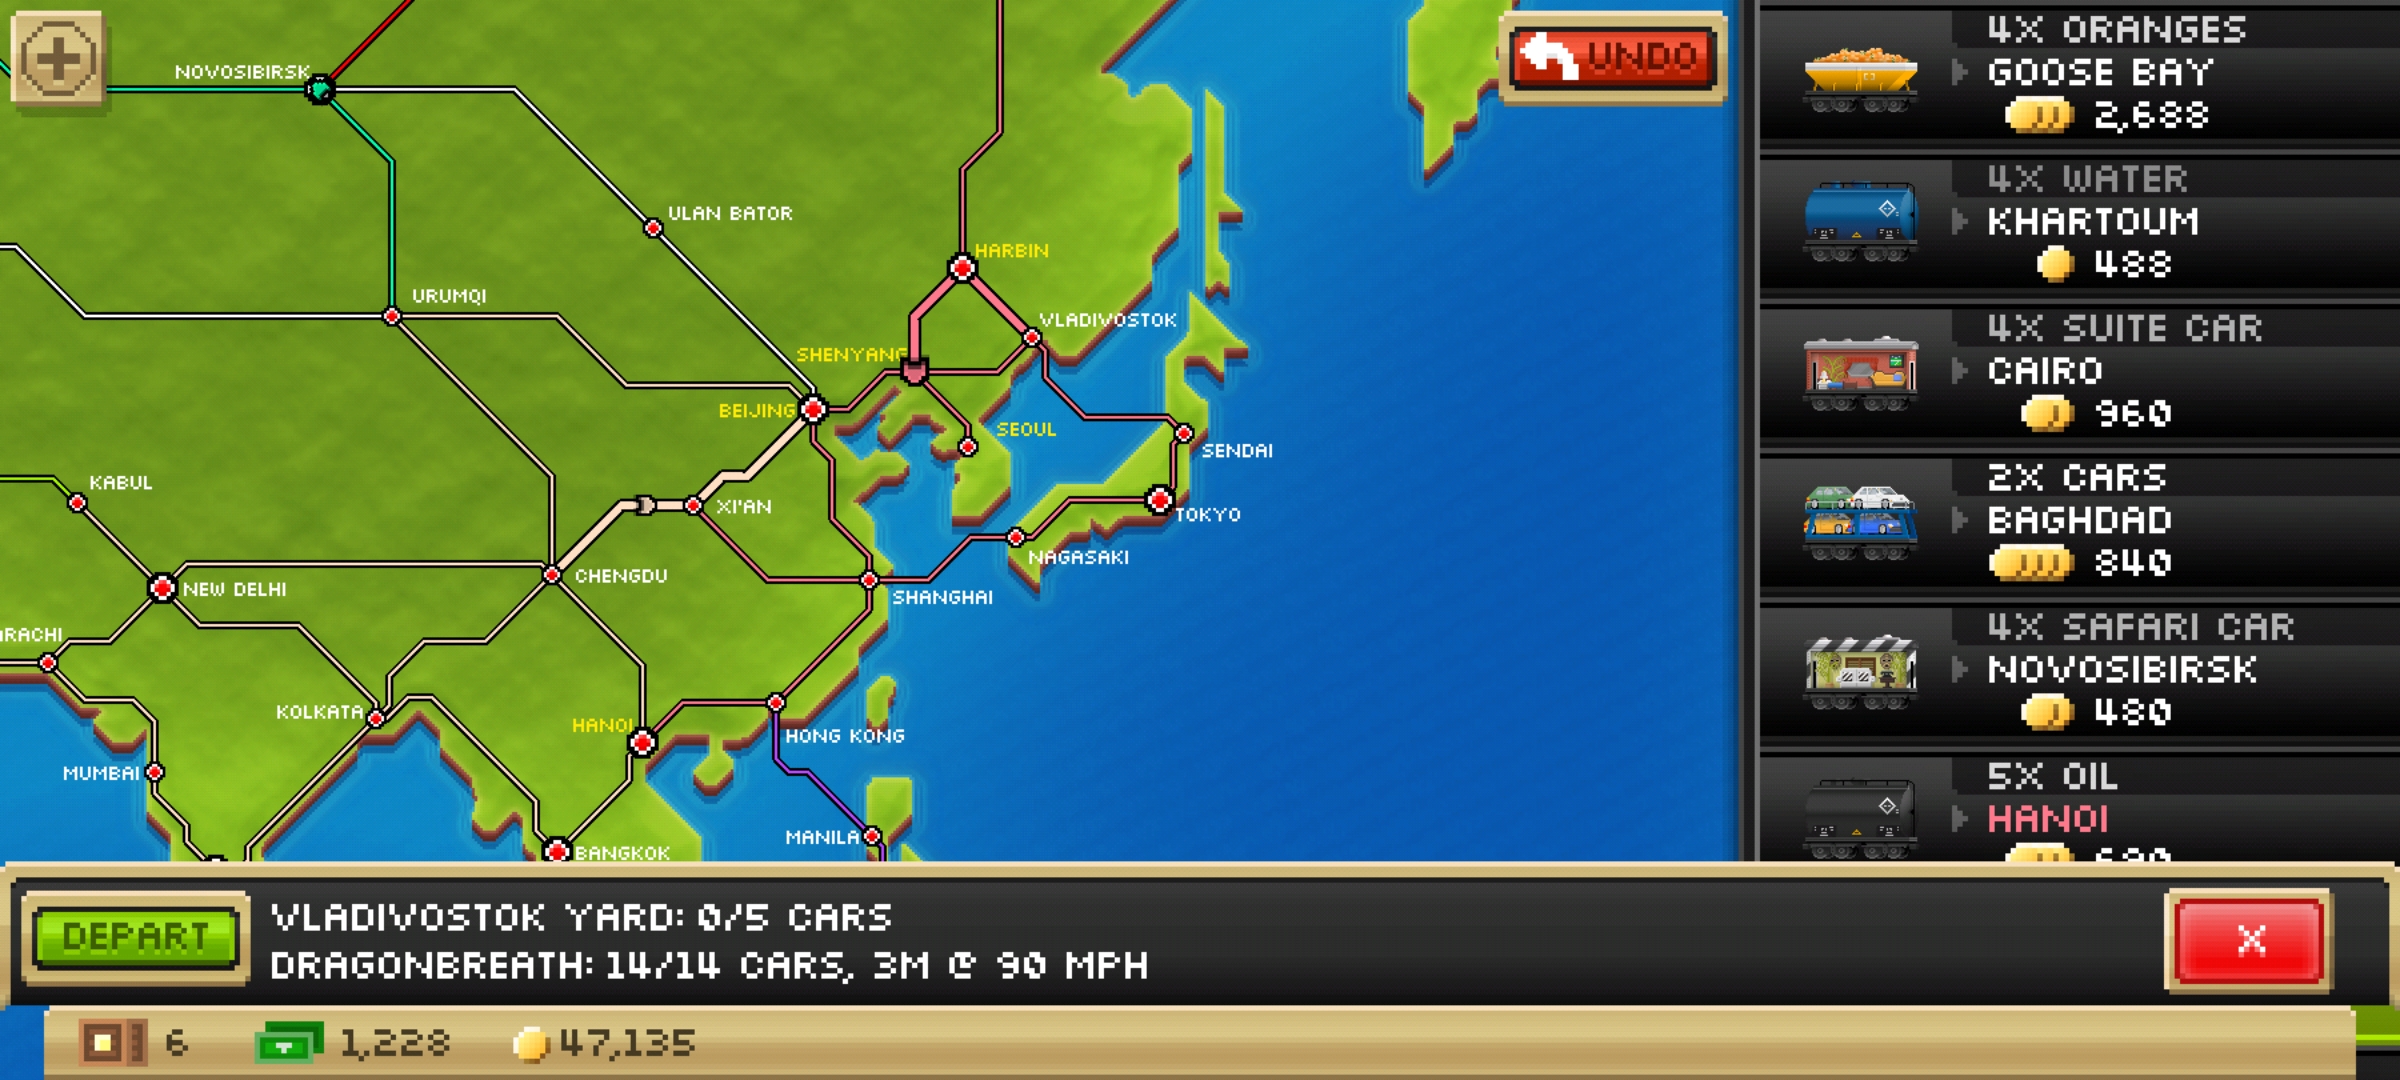 UNDO
NOVOSIBIRSK
ULAN BATOR
HARBIN
URUMQI
VLADIVOSTOK
SHENYANG
BEIJING
SEOUL
SENDAI
KABUL
XI'AN
TOKYO
NAGASAKI
CHENGDU
NEW DELHI
SHANGHAI
RACHI
KOLKATA
HANOI
HONG KONG
MUMBAI
MANILA
BANGKOK
4X ORANGES
GOOSE BAY
2,688
4X WATER
KHARTOUM
488
4X SUITE CAR
CAIRO
960
2X CARS
BAGHDAD
840
4X SAFARI CAR
NOVOSIBIRSK
480
5X OIL
HANOI
DEPART
VLADIVOSTOK YARD: 0/5 CARS
DRAGONBREATH: 14/14 CARS, 3M @ 90 MPH
X
6
1,228
47,135